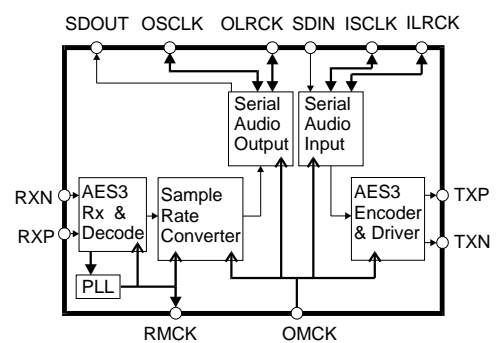 SDOUT OSCLK OLRCK SDIN ISCLK ILRCK
Serial
Audio
Output
Serial
Audio
Input
RXN
RXP
AES3
Rx &
Decode
Sample
Rate
Converter
AES3
Encoder
& Driver
TXP
TXN
PLL
RMCK
OMCK